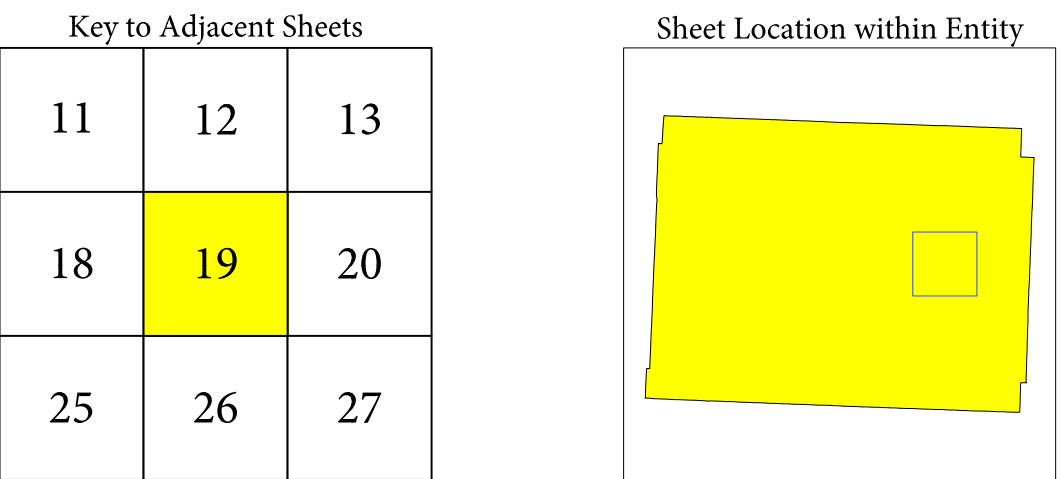 Key to Adjacent Sheets
Sheet Location within Entity
11 12 13
18 19 20
25 26 27